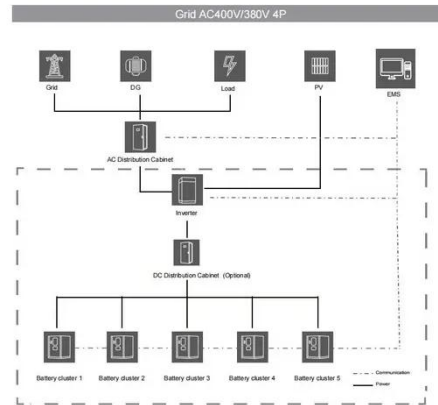 Grid AC400V/380V 4P
Grid
DG
Load
PV
EMS
AC Distribution Cabinet
Inverter
DC Distribution Cabinet (Optional)
Battery cluster 1
Battery cluster 2
Battery cluster 3
Battery cluster 4
Battery cluster 5
Communication
Power